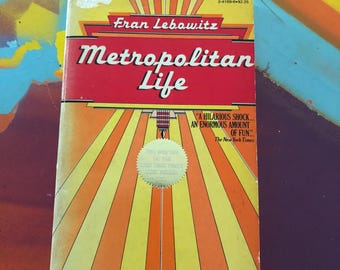 Fran Lebowitz
Metropolitan
Life
"A HILARIOUS SHOCK...
AN ENORMOUS AMOUNT
OF FUN."
The New York Times